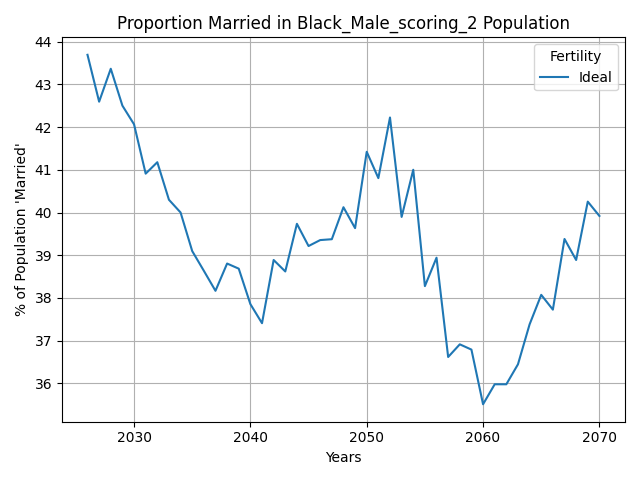 Proportion Married in Black_Male_scoring_2 Population
Fertility
Ideal
% of Population 'Married'
44
43
42
41
40
39
38
37
36
2030
2040
2050
2060
2070
Years